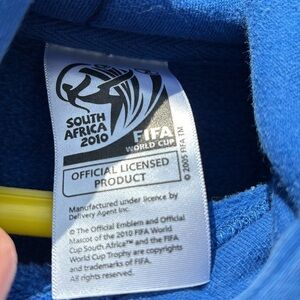 SOUTH
AFRICA
2010
FIFA
WORLD CUP
© 2005 FIFA TM
OFFICIAL LICENSED
PRODUCT
Manufactured under licence by
Delivery Agent Inc.
© The Official Emblem and Official
Mascot of the 2010 FIFA World
Cup South Africa™ and the FIFA
World Cup Trophy are copyrights
and trademarks of FIFA.
All rights reserved.